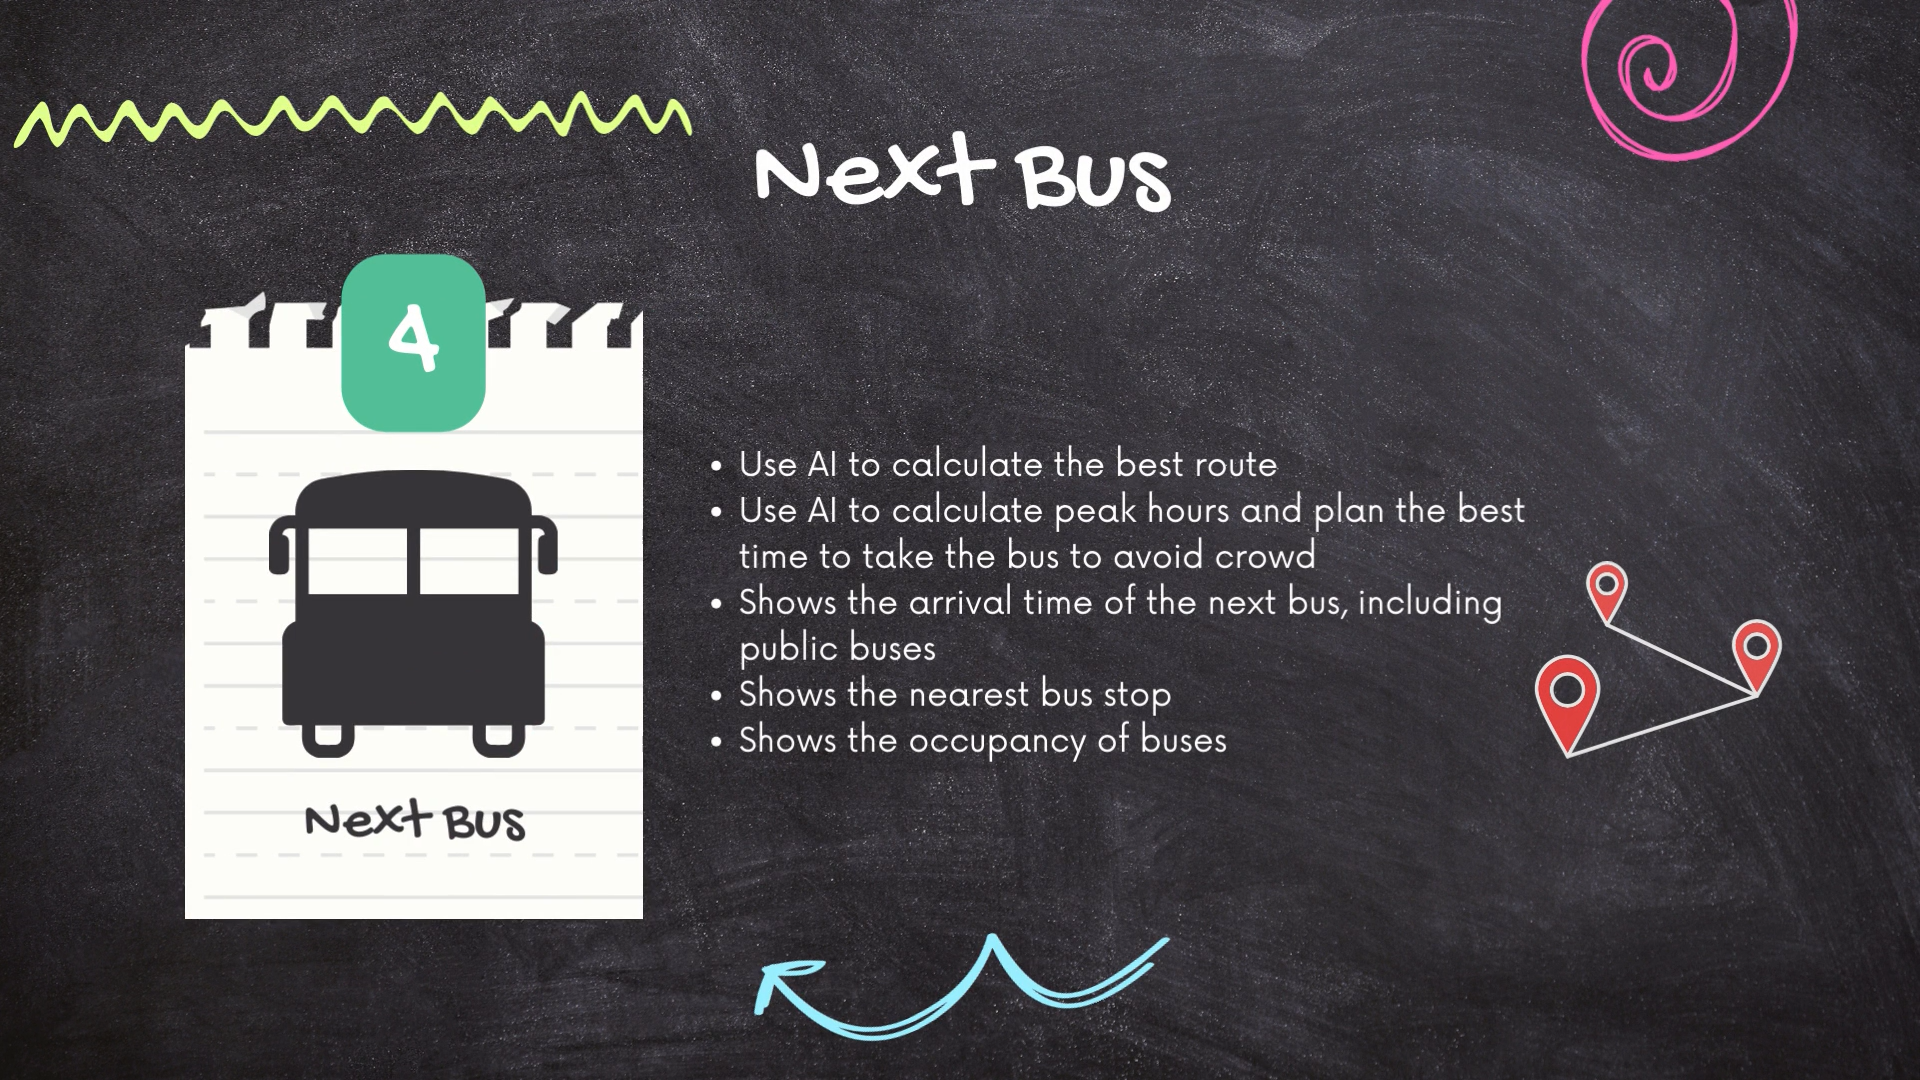 Next Bus
4
Next Bus
• Use AI to calculate the best route
• Use AI to calculate peak hours and plan the best
time to take the bus to avoid crowd
• Shows the arrival time of the next bus, including
public buses
• Shows the nearest bus stop
• Shows the occupancy of buses